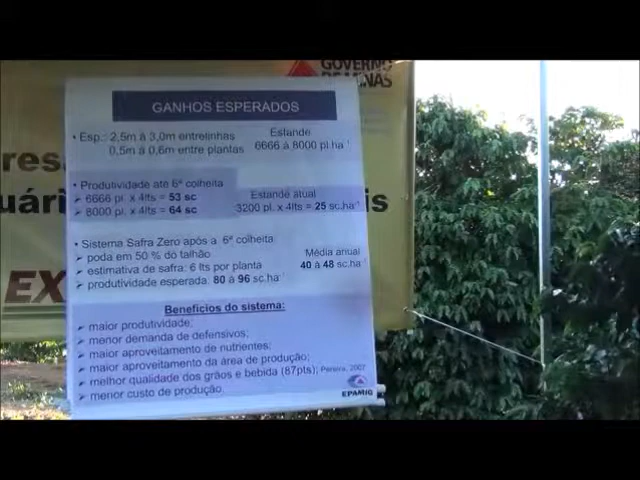 GOVERNO
DE MINAS
resa
uári
is
EX
GANHOS ESPERADOS
• Esp.: 2,5m à 3,0m entrelinhas
0,5m à 0,6m entre plantas
Estande
6666 à 8000 pl.ha⁻¹
• Produtividade até 6ª colheita
➢ 6666 pl. x 4lts = 53 sc
➢ 8000 pl. x 4lts = 64 sc
Estande atual
3200 pl. x 4lts = 25 sc.ha⁻¹
• Sistema Safra Zero após a 6ª colheita
➢ poda em 50 % do talhão
➢ estimativa de safra: 6 lts por planta
➢ produtividade esperada: 80 à 96 sc.ha⁻¹
Média anual
40 à 48 sc.ha⁻¹
Benefícios do sistema:
➢ maior produtividade;
➢ menor demanda de defensivos;
➢ maior aproveitamento de nutrientes;
➢ maior aproveitamento da área de produção;
➢ melhor qualidade dos grãos e bebida (87pts); Pereira, 2007
➢ menor custo de produção.
EPAMIG